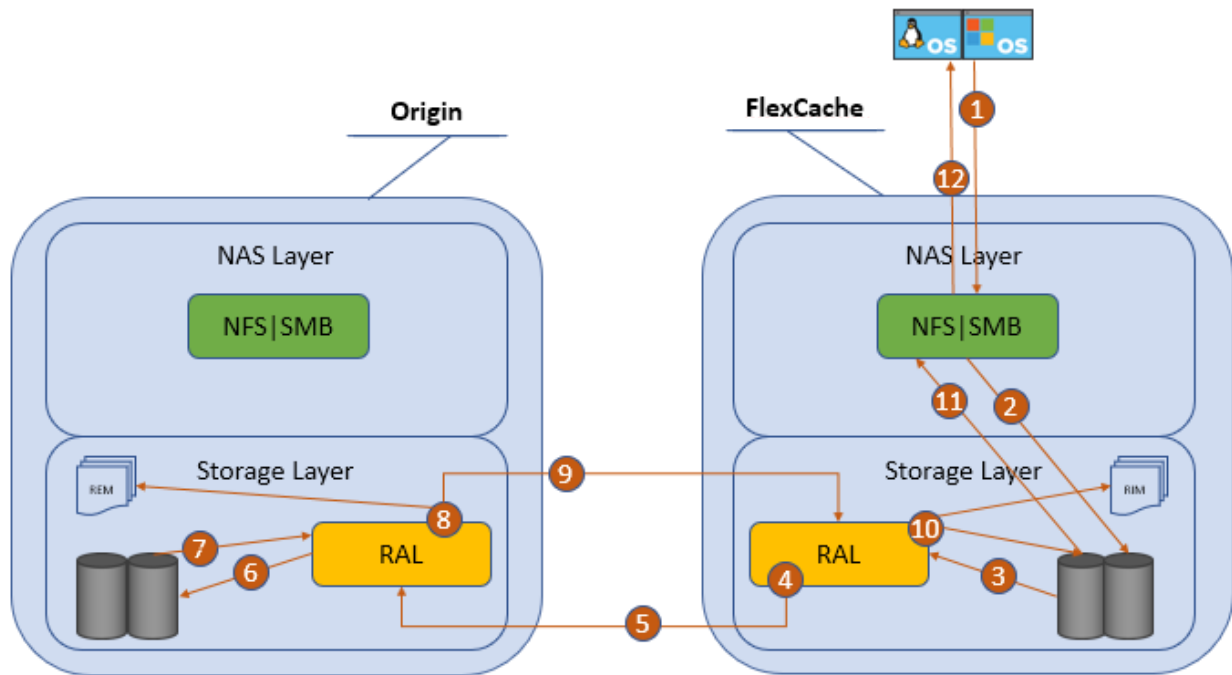 OS OS
Origin
FlexCache
1
12
NAS Layer
NAS Layer
NFS|SMB
NFS|SMB
11
2
Storage Layer
9
Storage Layer
REM
RIM
8
10
7
RAL
RAL
6
4
3
5